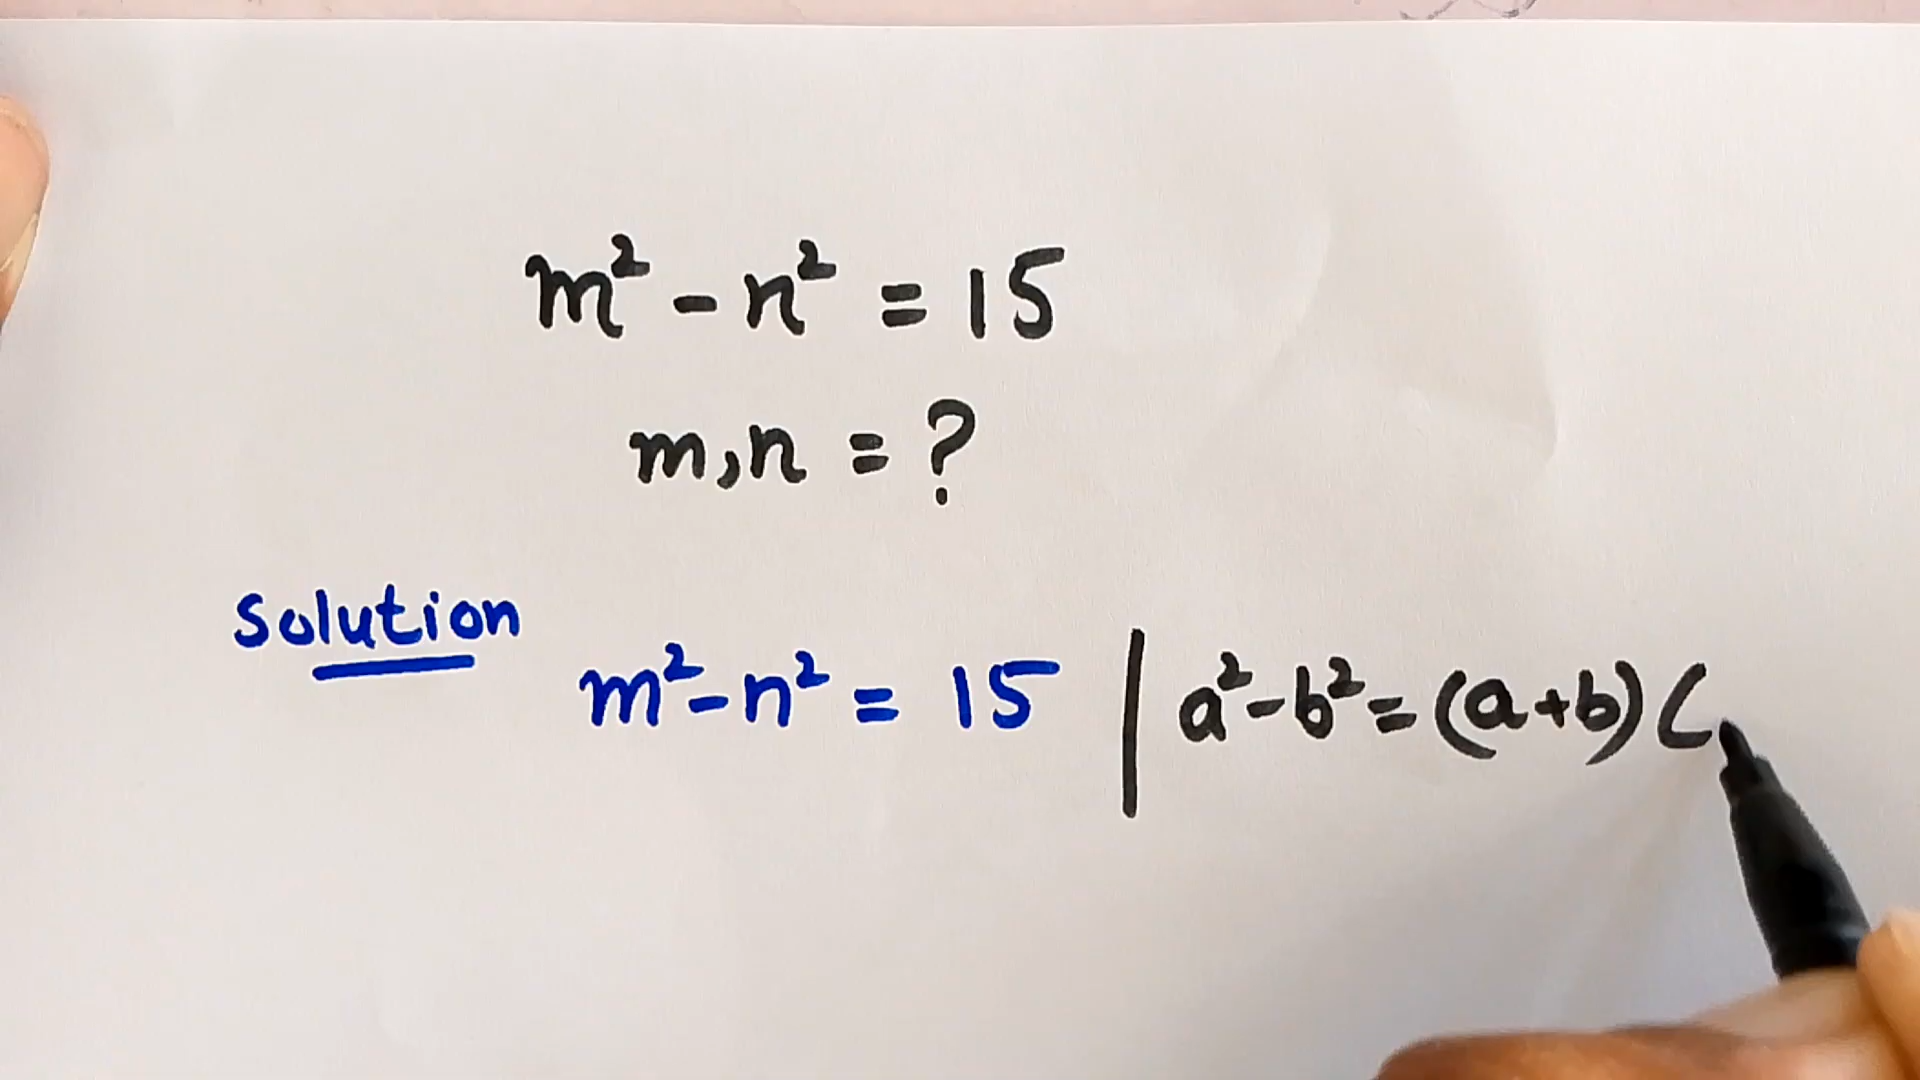 m² - n² = 15
m,n = ?
Solution
m² - n² = 15 | a² - b² = (a+b) (